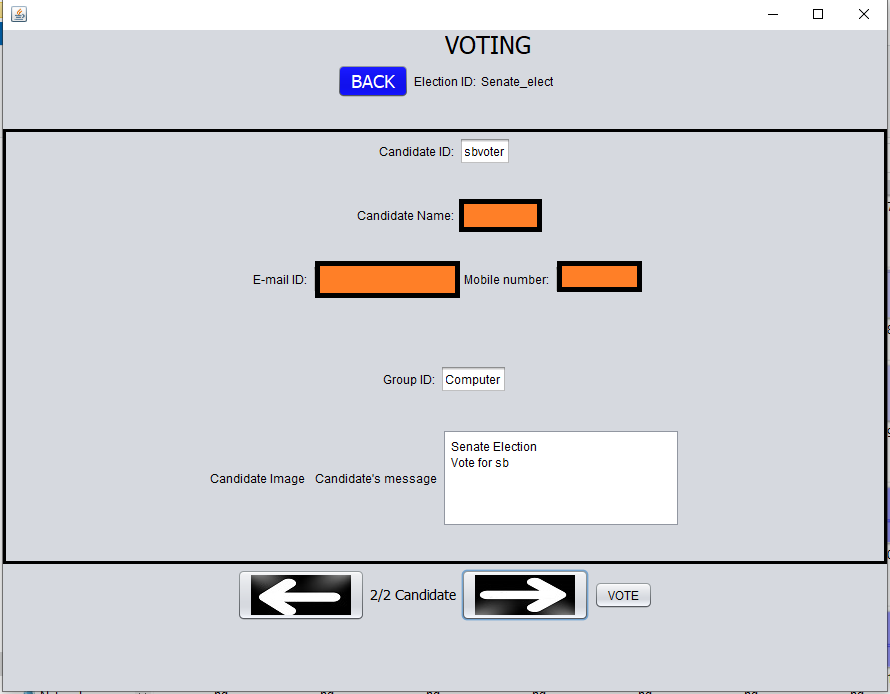 VOTING
BACK Election ID: Senate_elect
Candidate ID: sbvoter
Candidate Name:
E-mail ID: Mobile number:
Group ID: Computer
Senate Election
Vote for sb
Candidate Image Candidate's message
2/2 Candidate VOTE